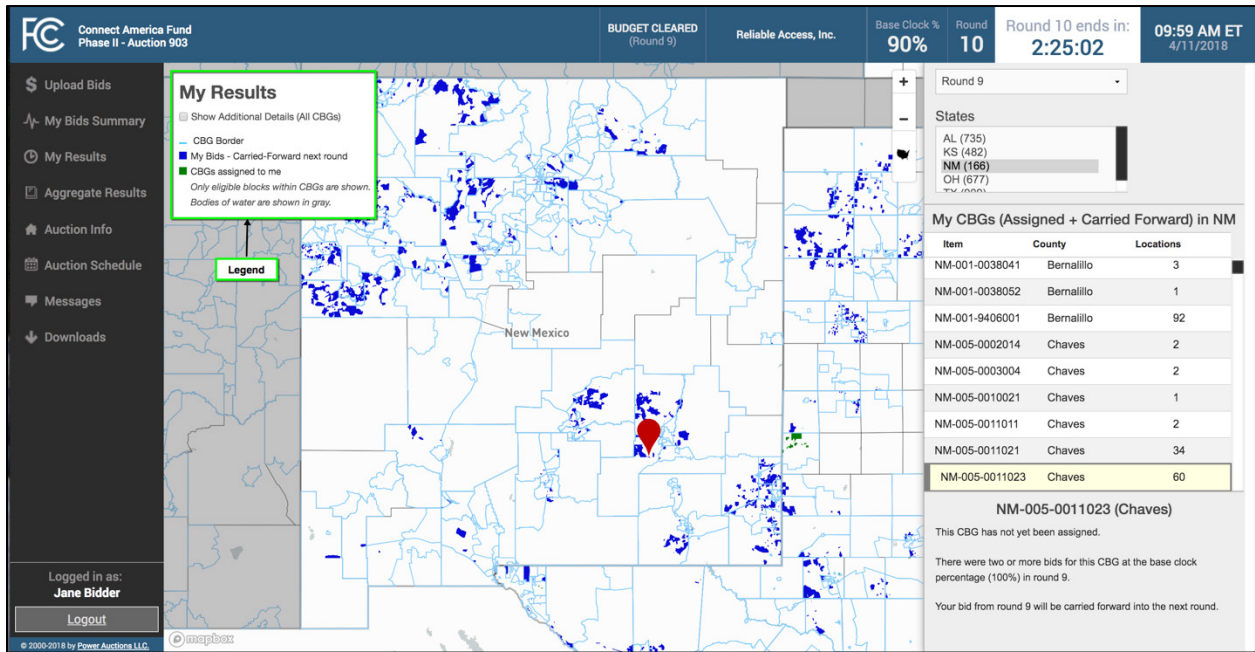 FCC
Connect America Fund
Phase II - Auction 903
BUDGET CLEARED
(Round 9)
Reliable Access, Inc.
Base Clock %
90%
Round
10
Round 10 ends in:
2:25:02
09:59 AM ET
4/11/2018
Upload Bids
My Bids Summary
My Results
Aggregate Results
Auction Info
Auction Schedule
Messages
Downloads
Logged in as:
Jane Bidder
Logout
© 2000-2018 by Power Auctions LLC.
My Results
Show Additional Details (All CBGs)
CBG Border
My Bids - Carried-Forward next round
CBGs assigned to me
Only eligible blocks within CBGs are shown.
Bodies of water are shown in gray.
Legend
New Mexico
+
−
mapbox
Round 9
States
AL (735)
KS (482)
NM (166)
OH (677)
My CBGs (Assigned + Carried Forward) in NM
Item County Locations
NM-001-0038041 Bernalillo 3
NM-001-0038052 Bernalillo 1
NM-001-9406001 Bernalillo 92
NM-005-0002014 Chaves 2
NM-005-0003004 Chaves 2
NM-005-0010021 Chaves 1
NM-005-0011011 Chaves 2
NM-005-0011021 Chaves 34
NM-005-0011023 Chaves 60
NM-005-0011023 (Chaves)
This CBG has not yet been assigned.
There were two or more bids for this CBG at the base clock
percentage (100%) in round 9.
Your bid from round 9 will be carried forward into the next round.